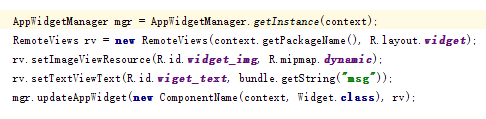 AppWidgetManager mgr = AppWidgetManager.getInstance(context);
RemoteViews rv = new RemoteViews(context.getPackageName(), R.layout.widget);
rv.setImageViewResource(R.id.widget_img, R.mipmap.dynamic);
rv.setTextViewText(R.id.wiget_text, bundle.getString("msg"));
mgr.updateAppWidget(new ComponentName(context, Widget.class), rv);